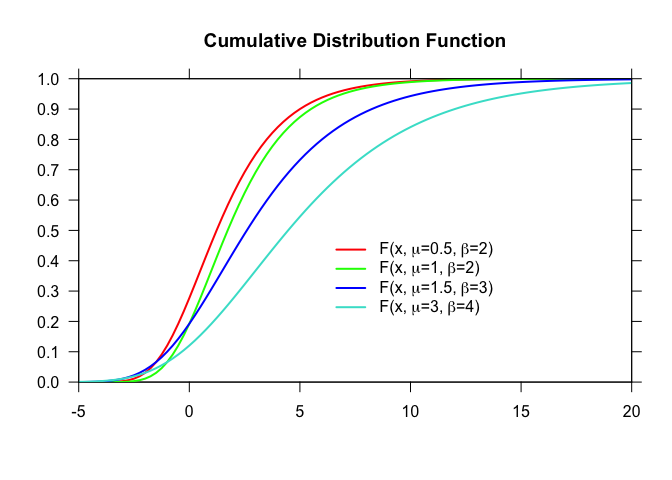 Cumulative Distribution Function
1.0
0.9
0.8
0.7
0.6
0.5
0.4
0.3
0.2
0.1
0.0
F(x, μ=0.5, β=2)
F(x, μ=1, β=2)
F(x, μ=1.5, β=3)
F(x, μ=3, β=4)
-5 0 5 10 15 20